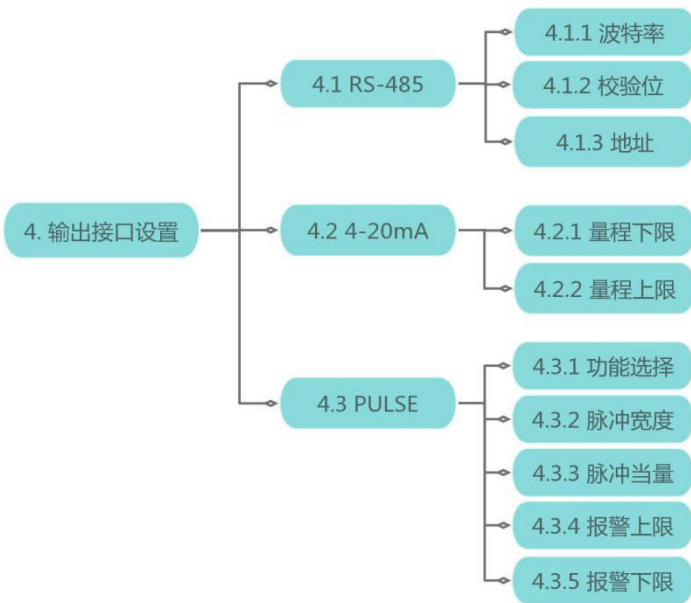 4. 输出接口设置
4.1 RS-485
4.1.1 波特率
4.1.2 校验位
4.1.3 地址
4.2 4-20mA
4.2.1 量程下限
4.2.2 量程上限
4.3 PULSE
4.3.1 功能选择
4.3.2 脉冲宽度
4.3.3 脉冲当量
4.3.4 报警上限
4.3.5 报警下限